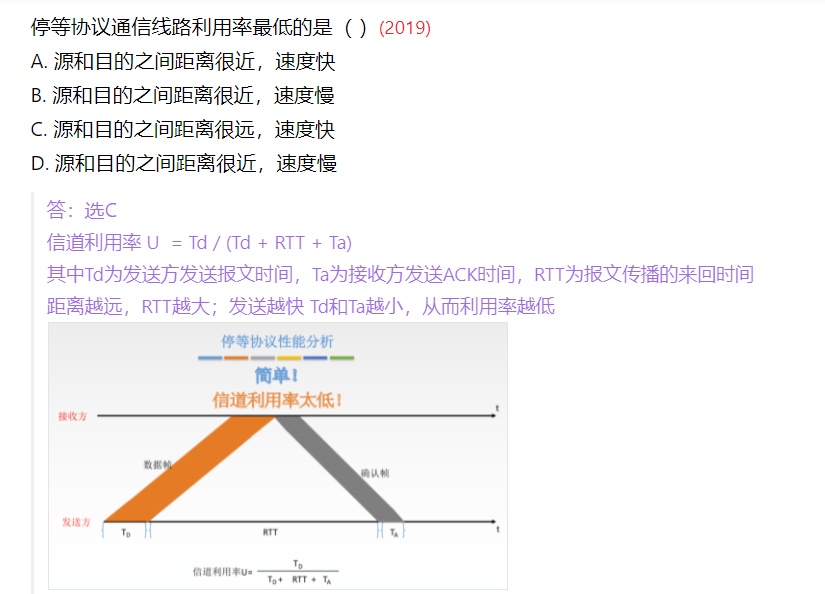 停等协议通信线路利用率最低的是（ ）(2019)
A. 源和目的之间距离很近，速度快
B. 源和目的之间距离很近，速度慢
C. 源和目的之间距离很远，速度快
D. 源和目的之间距离很近，速度慢
答：选C
信道利用率 U = Td / (Td + RTT + Ta)
其中Td为发送方发送报文时间，Ta为接收方发送ACK时间，RTT为报文传播的来回时间
距离越远，RTT越大；发送越快 Td和Ta越小，从而利用率越低
停等协议性能分析
简单！
信道利用率太低！
接收方
t
数据帧
确认帧
发送方
t
TD
RTT
TA
信道利用率U=
TD
TD+ RTT + TA